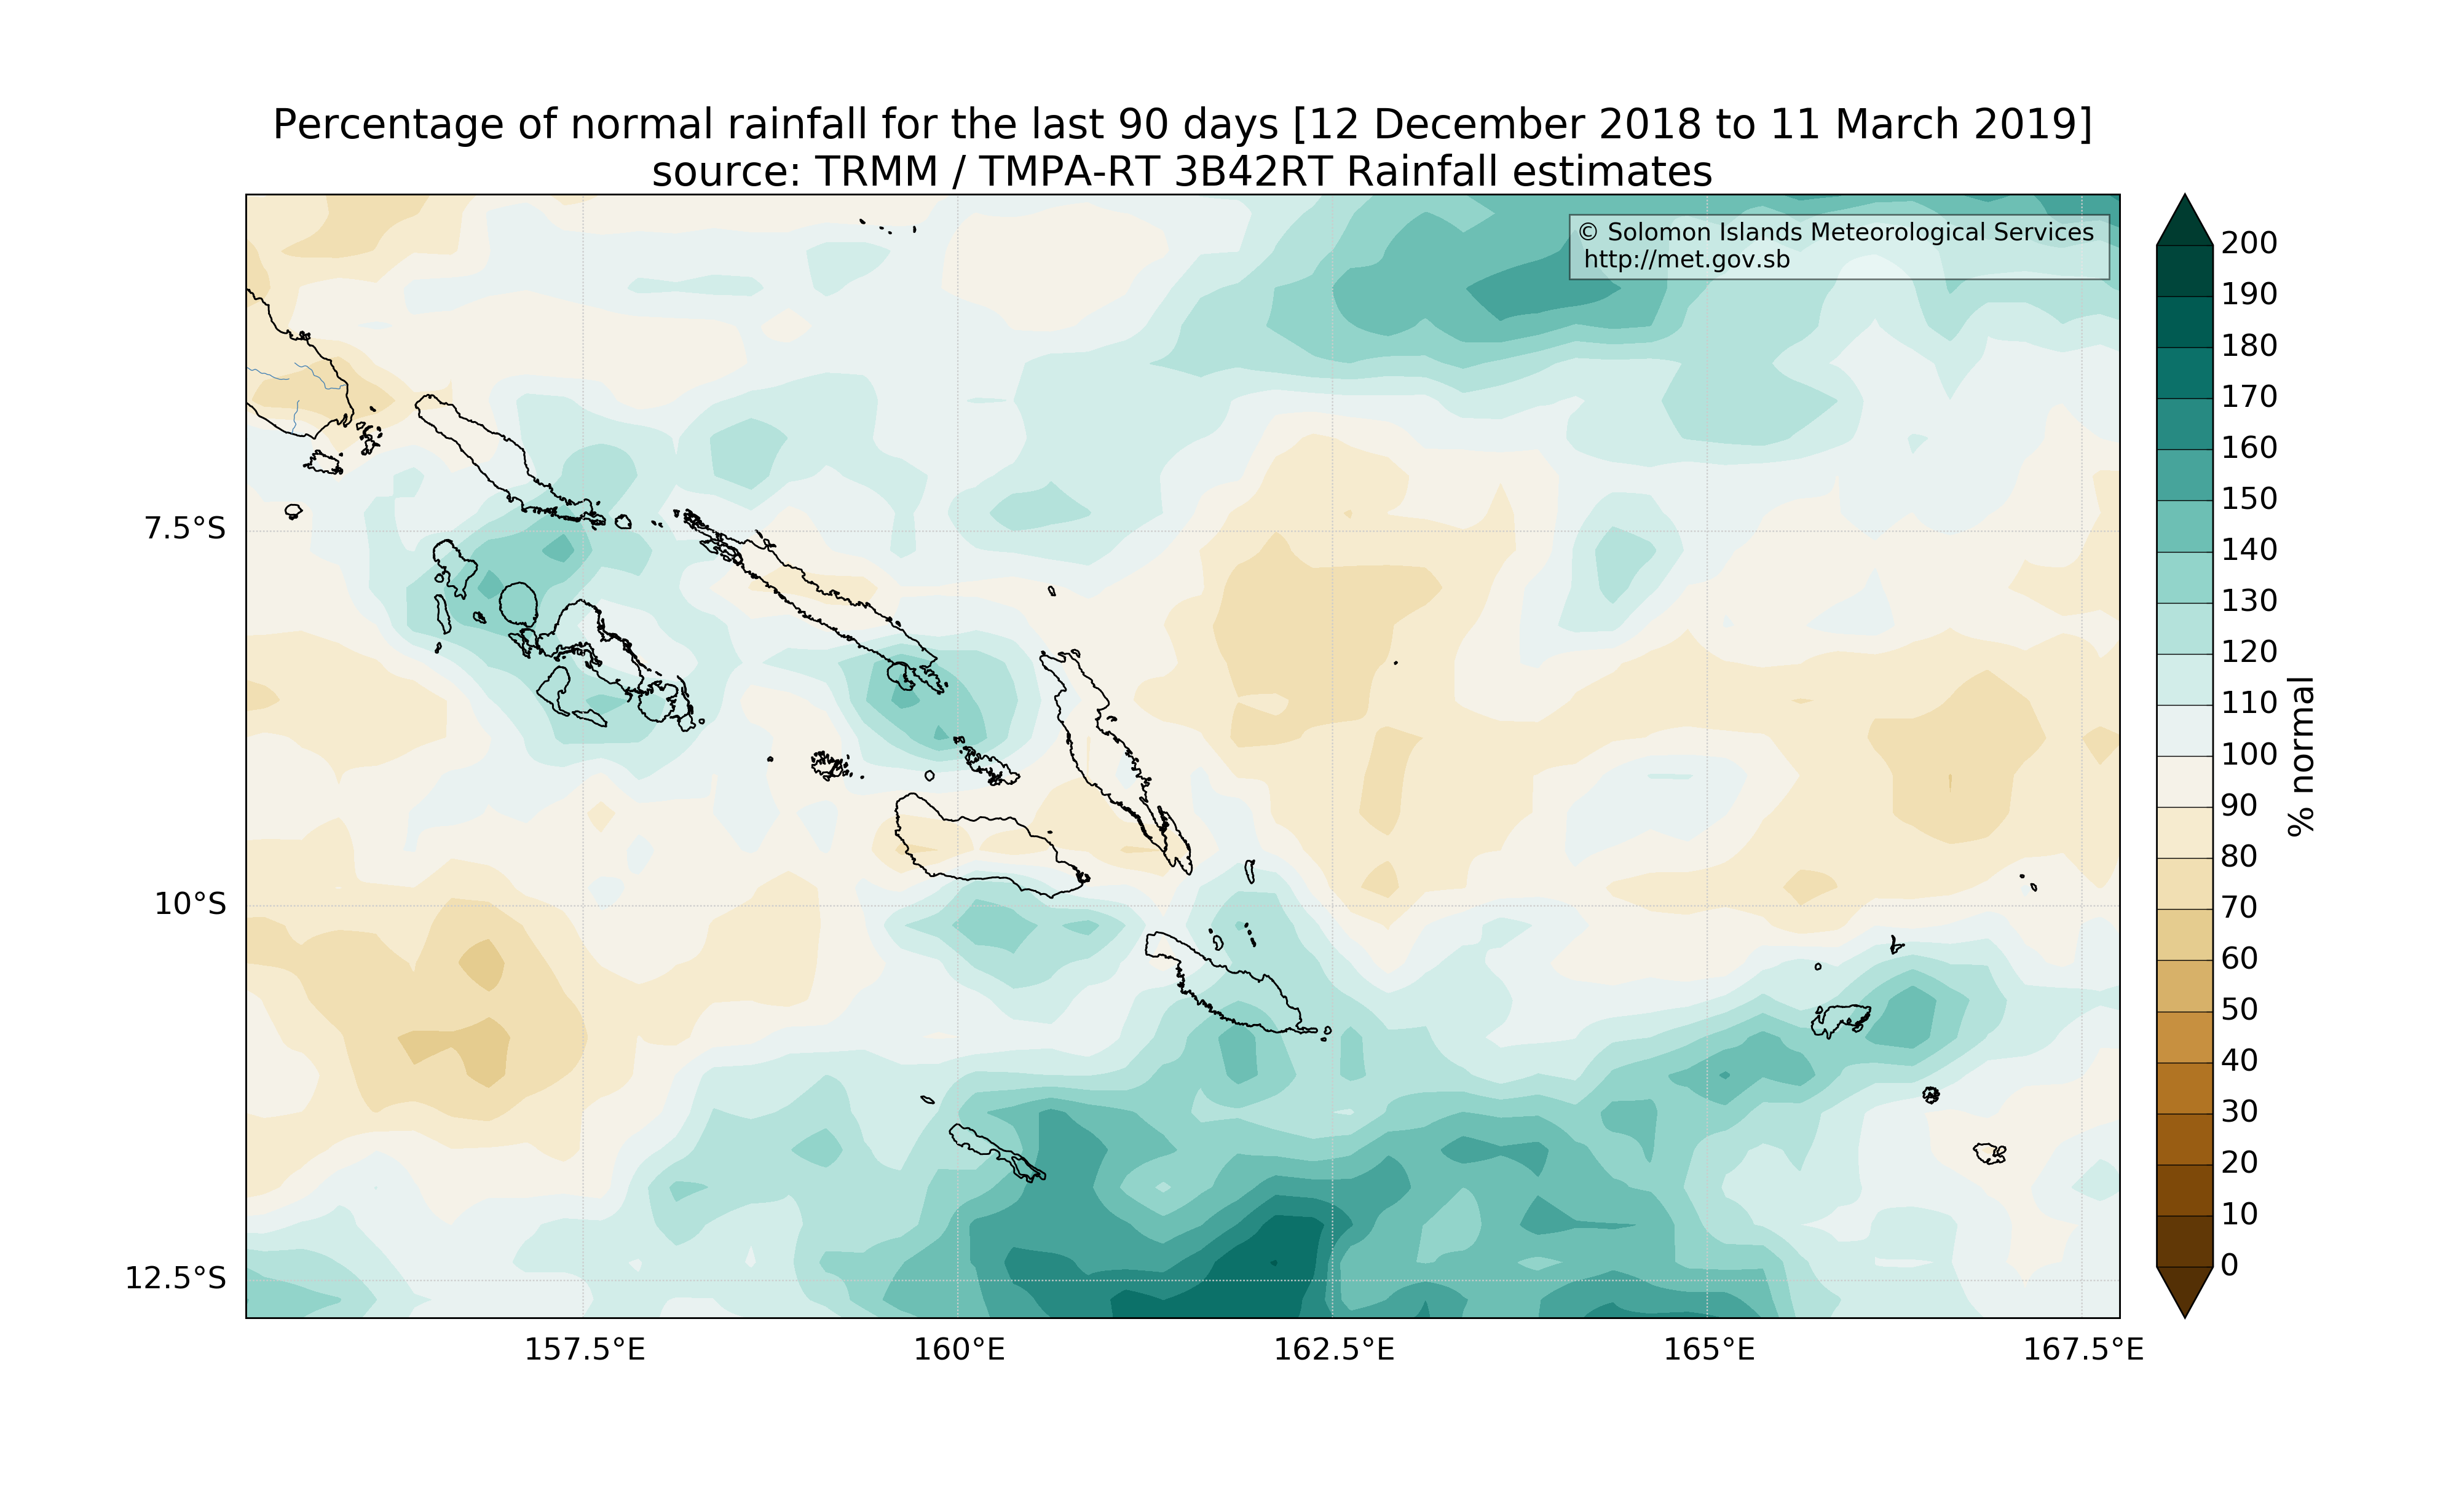 Percentage of normal rainfall for the last 90 days [12 December 2018 to 11 March 2019]
source: TRMM / TMPA-RT 3B42RT Rainfall estimates
© Solomon Islands Meteorological Services
http://met.gov.sb
7.5°S
10°S
12.5°S
157.5°E
160°E
162.5°E
165°E
167.5°E
200
190
180
170
160
150
140
130
120
110
100
90
80
70
60
50
40
30
20
10
0
% normal